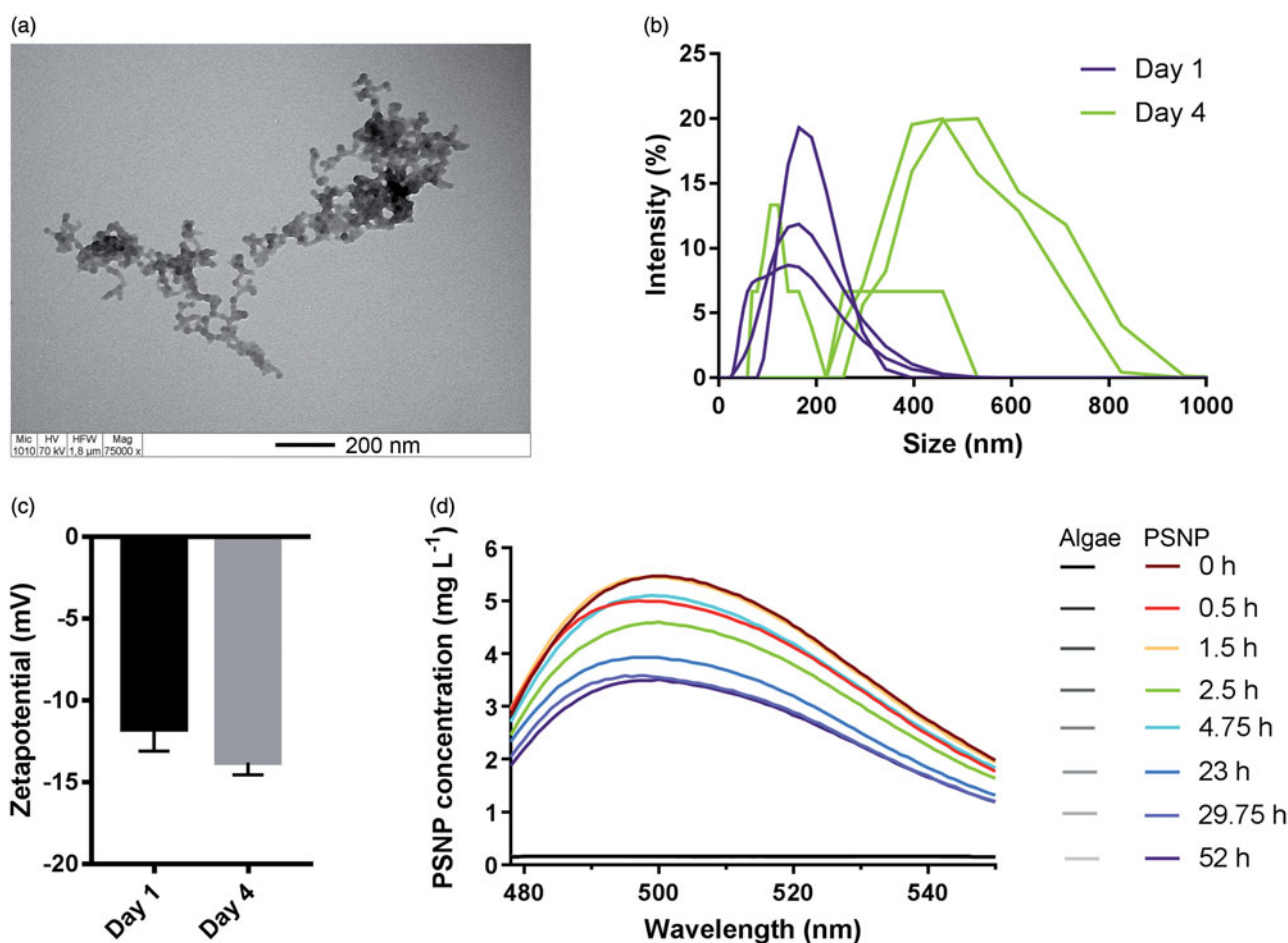 (a)
Mic HV HFW Mag
1010 70 kV 1,8 µm 75000 x
200 nm
(b)
25
20
15
10
5
0
Intensity (%)
0 200 400 600 800 1000
Size (nm)
Day 1
Day 4
(c)
0
-5
-10
-15
-20
Zetapotential (mV)
Day 1 Day 4
(d)
6
5
4
3
2
1
0
PSNP concentration (mg L⁻¹)
480 500 520 540
Wavelength (nm)
Algae PSNP
0 h
0.5 h
1.5 h
2.5 h
4.75 h
23 h
29.75 h
52 h